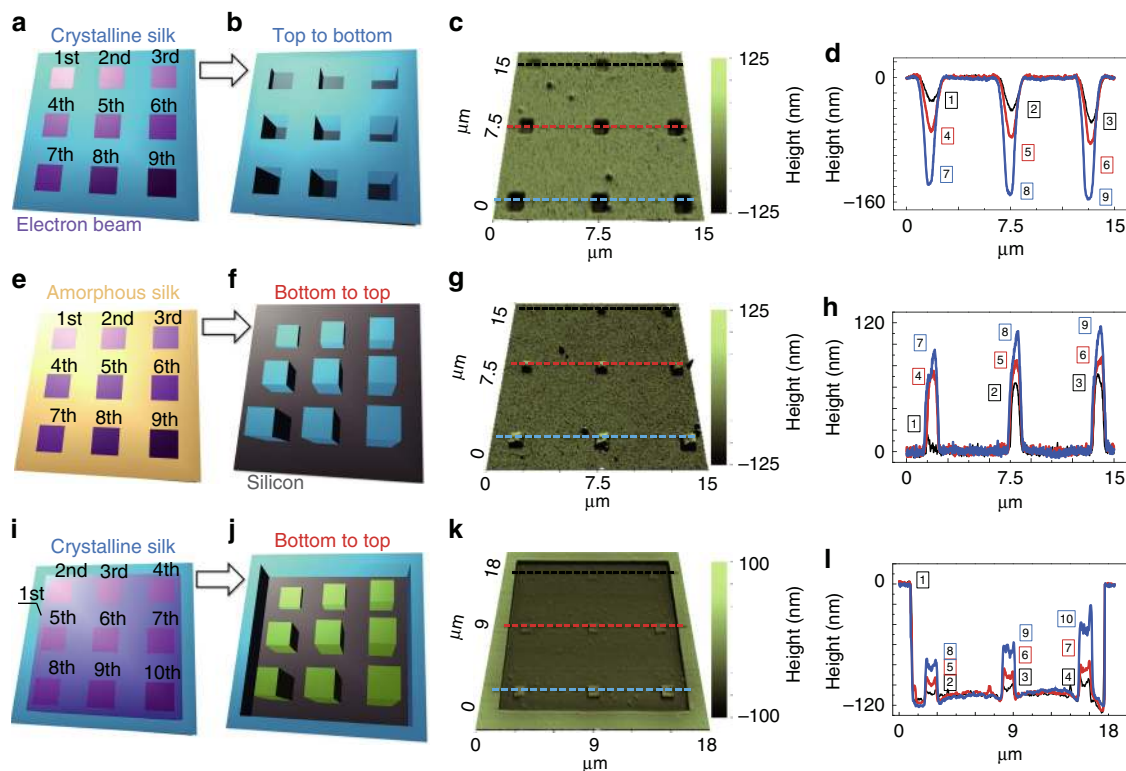 a
Crystalline silk
1st 2nd 3rd
4th 5th 6th
7th 8th 9th
Electron beam
b
Top to bottom
c
15
μm
7.5
0
0 7.5 15
μm
125
Height (nm)
−125
d
0
Height (nm)
−160
1 2 3
4 5 6
7 8 9
0 7.5 15
μm
e
Amorphous silk
1st 2nd 3rd
4th 5th 6th
7th 8th 9th
f
Bottom to top
Silicon
g
15
μm
7.5
0
0 7.5 15
μm
125
Height (nm)
−125
h
120
Height (nm)
0
7 8 9
4 5 6
1 2 3
0 7.5 15
μm
i
Crystalline silk
2nd 3rd 4th
1st
5th 6th 7th
8th 9th 10th
j
Bottom to top
k
18
μm
9
0
0 9 18
μm
100
Height (nm)
−100
l
0
Height (nm)
−120
1
8 9 10
5 6 7
2 3 4
0 9 18
μm